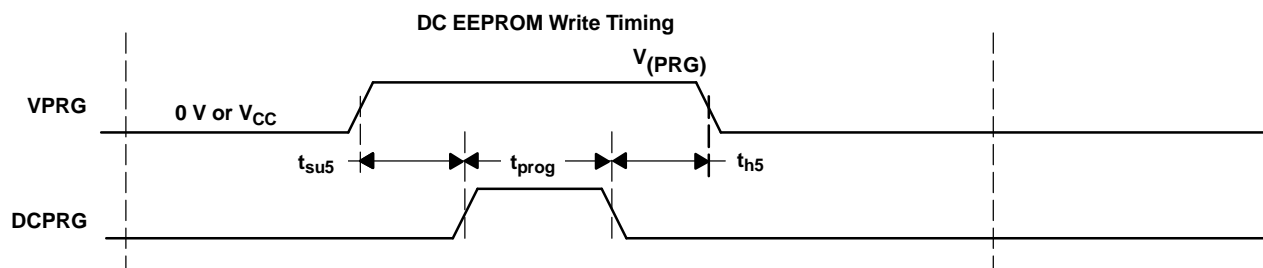 DC EEPROM Write Timing
V(PRG)
VPRG
0 V or VCC
tsu5
tprog
th5
DCPRG